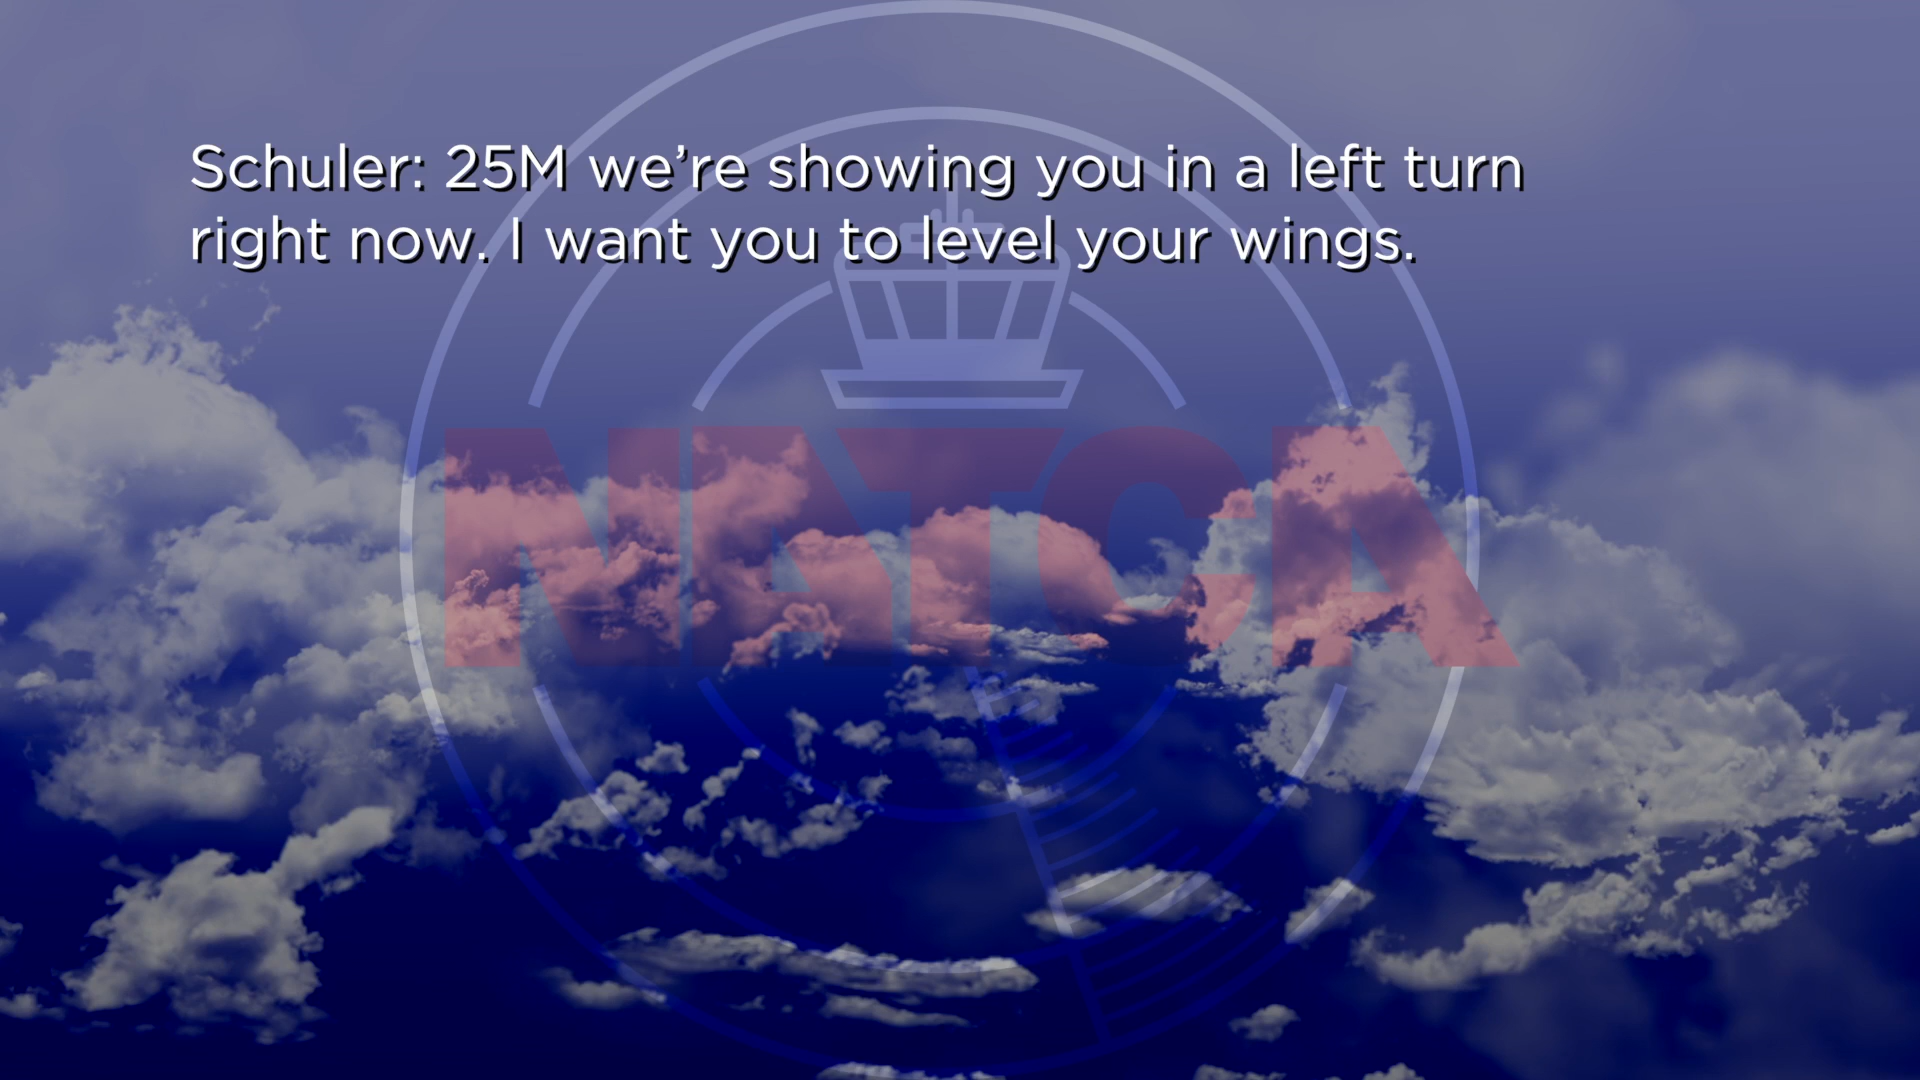 Schuler: 25M we’re showing you in a left turn
right now. I want you to level your wings.
NATCA